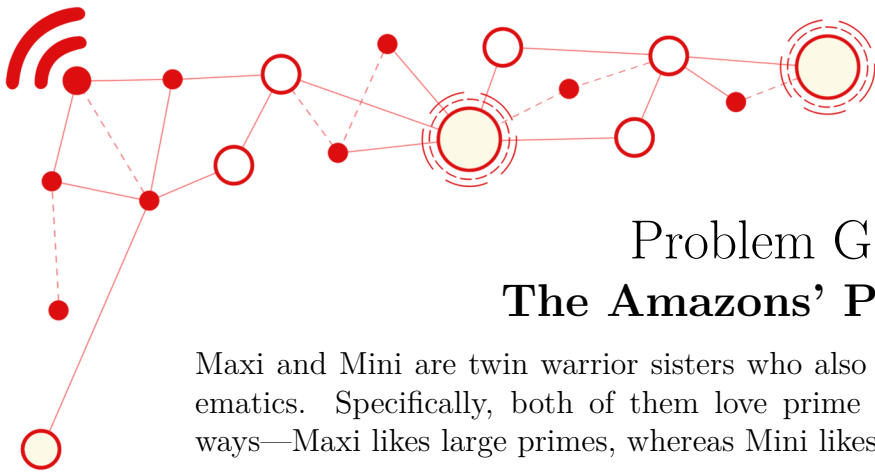 Problem G
The Amazons’ P
Maxi and Mini are twin warrior sisters who also
ematics. Specifically, both of them love prime
ways—Maxi likes large primes, whereas Mini likes